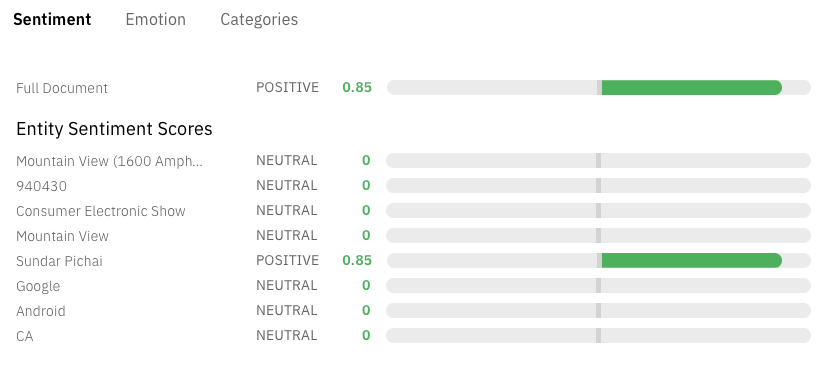 Sentiment Emotion Categories
Full Document POSITIVE 0.85
Entity Sentiment Scores
Mountain View (1600 Amph... NEUTRAL 0
940430 NEUTRAL 0
Consumer Electronic Show NEUTRAL 0
Mountain View NEUTRAL 0
Sundar Pichai POSITIVE 0.85
Google NEUTRAL 0
Android NEUTRAL 0
CA NEUTRAL 0